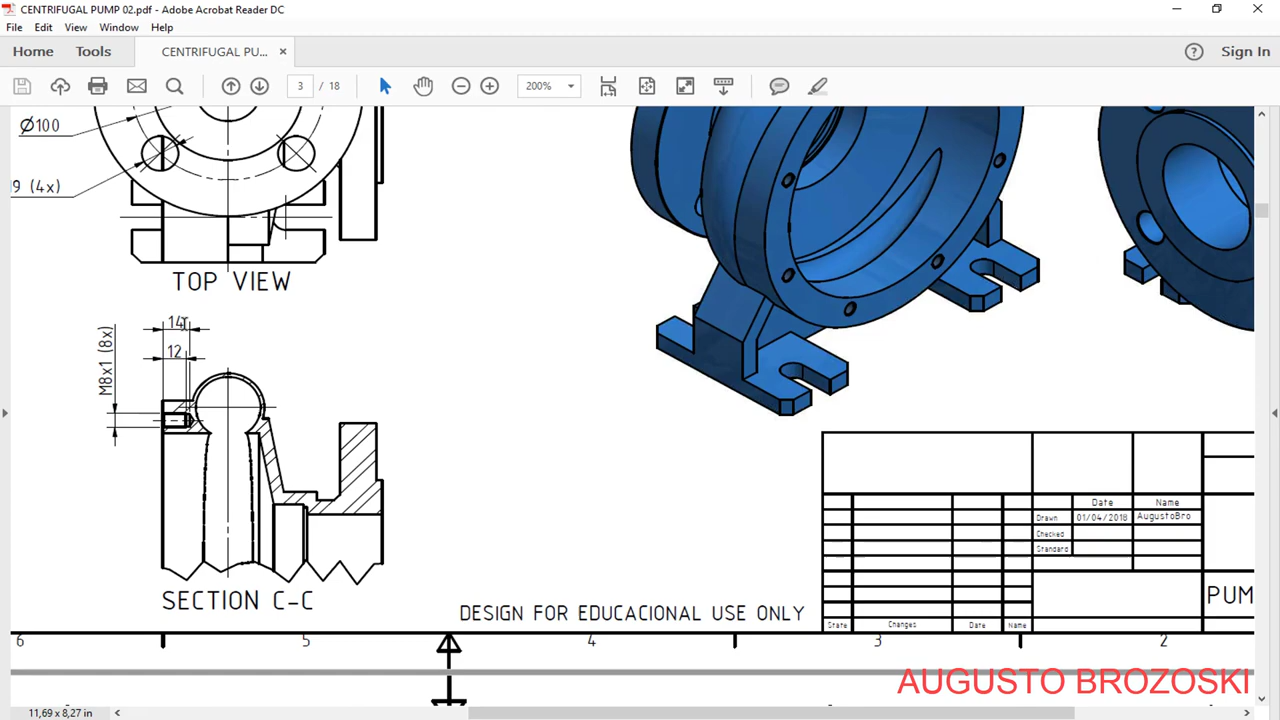 CENTRIFUGAL PUMP 02.pdf - Adobe Acrobat Reader DC
File Edit View Window Help
Home Tools CENTRIFUGAL PU... × Sign In
3 / 18 200%
Ø100
9 (4x)
TOP VIEW
14
12
M8x1 (8x)
SECTION C-C
DESIGN FOR EDUCACIONAL USE ONLY
Date Name
Drawn 01/04/2018 AugustoBro
Checked
Standard
PUM
State Changes Date Name
6 5 4 3 2
AUGUSTO BROZOSKI
11,69 x 8,27 in